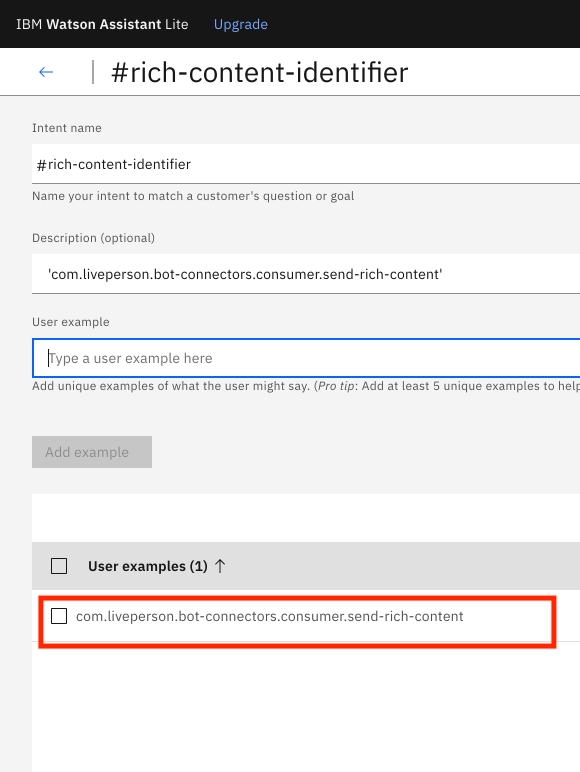 IBM Watson Assistant Lite Upgrade
#rich-content-identifier
Intent name
#rich-content-identifier
Name your intent to match a customer's question or goal
Description (optional)
'com.liveperson.bot-connectors.consumer.send-rich-content'
User example
Type a user example here
Add unique examples of what the user might say. (Pro tip: Add at least 5 unique examples to help
Add example
User examples (1)
com.liveperson.bot-connectors.consumer.send-rich-content